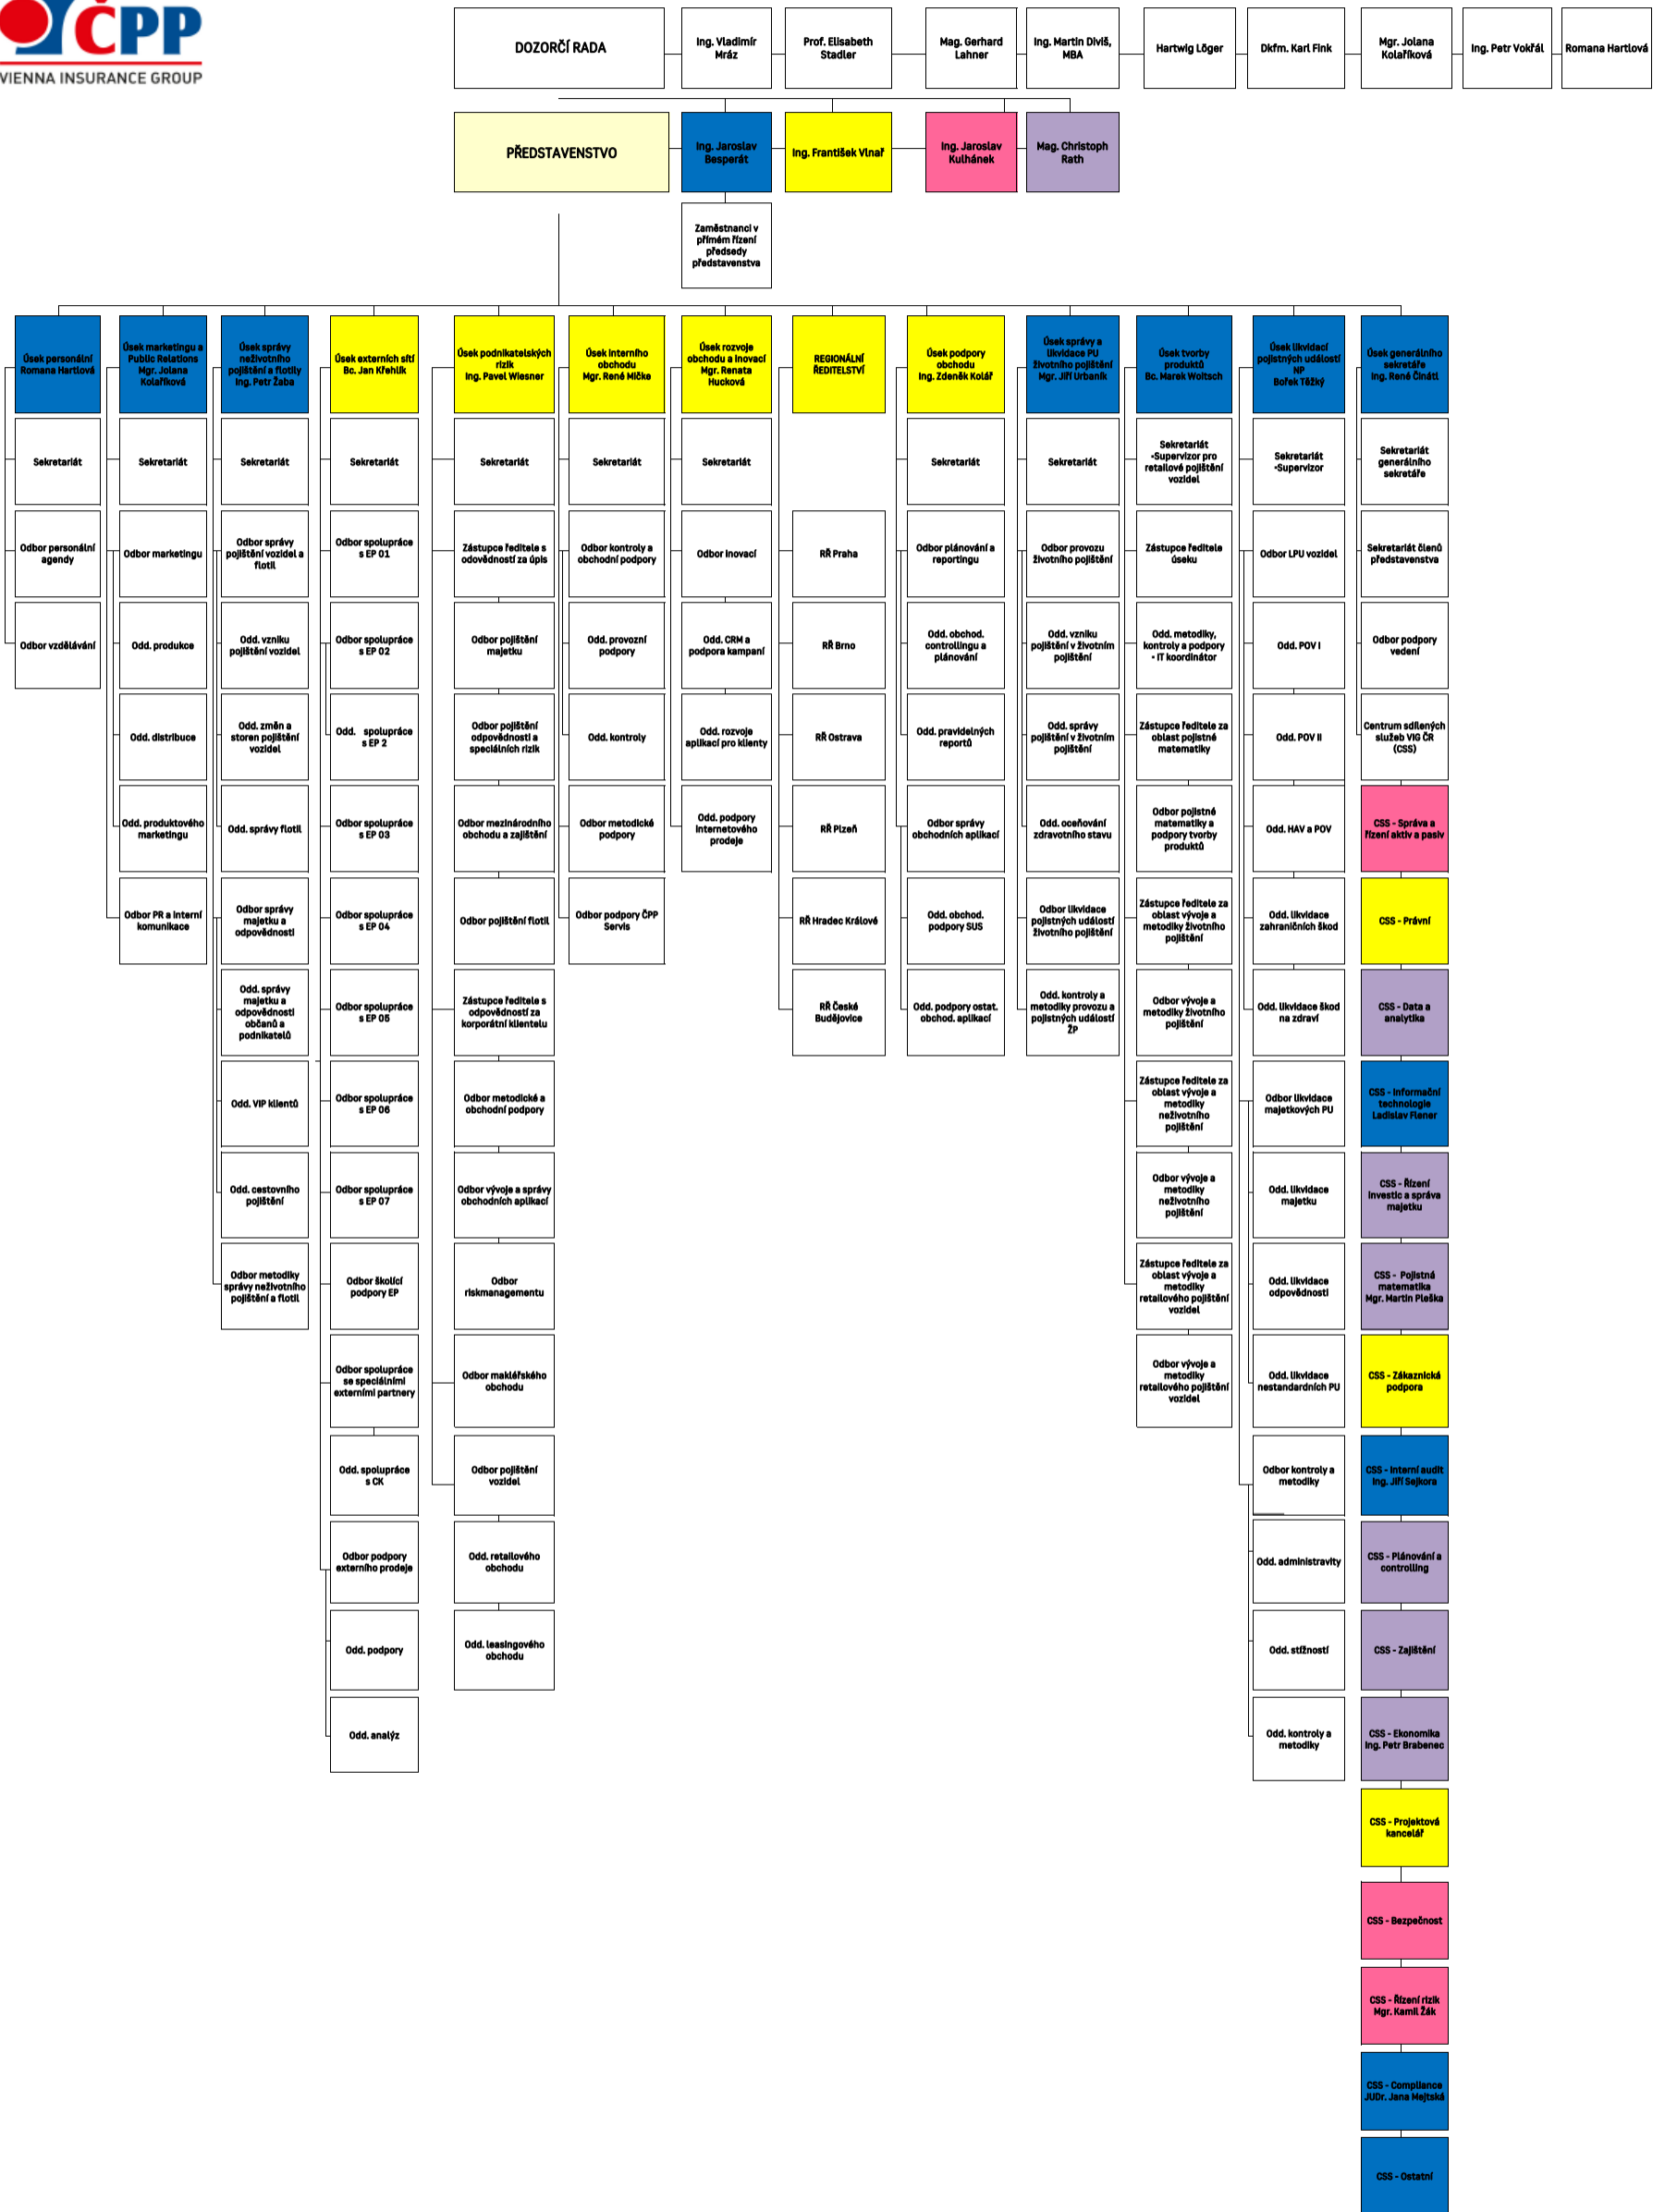 ČPP
VIENNA INSURANCE GROUP
DOZORČÍ RADA
Ing. Vladimír
Mráz
Prof. Elisabeth
Stadler
Mag. Gerhard
Lahner
Ing. Martin Diviš,
MBA
Hartwig Löger
Dkfm. Karl Fink
Mgr. Jolana
Kolaříková
Ing. Petr Vokřál
Romana Hartlová
PŘEDSTAVENSTVO
Ing. Jaroslav
Besperát
Ing. František Vlnař
Ing. Jaroslav
Kulhánek
Mag. Christoph
Rath
Zaměstnanci v
přímém řízení
předsedy
představenstva
Úsek personální
Romana Hartlová
Sekretariát
Odbor personální
agendy
Odbor vzdělávání
Úsek marketingu a
Public Relations
Mgr. Jolana
Kolaříková
Sekretariát
Odbor marketingu
Odd. produkce
Odd. distribuce
Odd. produktového
marketingu
Odbor PR a interní
komunikace
Úsek správy
neživotního
pojištění a flotily
Ing. Petr Žaba
Sekretariát
Odbor správy
pojištění vozidel a
flotil
Odd. vzniku
pojištění vozidel
Odd. změn a
storen pojištění
vozidel
Odd. správy flotil
Odbor správy
majetku a
odpovědnosti
Odd. správy
majetku a
odpovědnosti
občanů a
podnikatelů
Odd. VIP klientů
Odd. cestovního
pojištění
Odbor metodiky
správy neživotního
pojištění a flotil
Úsek externích sítí
Bc. Jan Křehlík
Sekretariát
Odbor spolupráce
s EP 01
Odbor spolupráce
s EP 02
Odd. spolupráce
s EP 2
Odbor spolupráce
s EP 03
Odbor spolupráce
s EP 04
Odbor spolupráce
s EP 05
Odbor spolupráce
s EP 06
Odbor spolupráce
s EP 07
Odbor školící
podpory EP
Odbor spolupráce
se speciálními
externími partnery
Odd. spolupráce
s CK
Odbor podpory
externího prodeje
Odd. podpory
Odd. analýz
Úsek podnikatelských
rizik
Ing. Pavel Wiesner
Sekretariát
Zástupce ředitele s
odovědností za úpis
Odbor pojištění
majetku
Odbor pojištění
odpovědnosti a
speciálních rizik
Odbor mezinárodního
obchodu a zajištění
Odbor pojištění flotil
Zástupce ředitele s
odpovědností za
korporátní klientelu
Odbor metodické a
obchodní podpory
Odbor vývoje a správy
obchodních aplikací
Odbor
riskmanagementu
Odbor makléřského
obchodu
Odbor pojištění
vozidel
Odd. retailového
obchodu
Odd. leasingového
obchodu
Úsek interního
obchodu
Mgr. René Mičke
Sekretariát
Odbor kontroly a
obchodní podpory
Odd. provozní
podpory
Odd. kontroly
Odbor metodické
podpory
Odbor podpory ČPP
Servis
Úsek rozvoje
obchodu a inovací
Mgr. Renata
Hucková
Sekretariát
Odbor inovací
Odd. CRM a
podpora kampaní
Odd. rozvoje
aplikací pro klienty
Odd. podpory
internetového
prodeje
REGIONÁLNÍ
ŘEDITELSTVÍ
RŘ Praha
RŘ Brno
RŘ Ostrava
RŘ Plzeň
RŘ Hradec Králové
RŘ České
Budějovice
Úsek podpory
obchodu
Ing. Zdeněk Kolář
Sekretariát
Odbor plánování a
reportingu
Odd. obchod.
controllingu a
plánování
Odd. pravidelných
reportů
Odbor správy
obchodních aplikací
Odd. obchod.
podpory SUS
Odd. podpory ostat.
obchod. aplikací
Úsek správy a
likvidace PU
životního pojištění
Mgr. Jiří Urbaník
Sekretariát
Odbor provozu
životního pojištění
Odd. vzniku
pojištění v životním
pojištění
Odd. správy
pojištění v životním
pojištění
Odd. oceňování
zdravotního stavu
Odbor likvidace
pojistných událostí
životního pojištění
Odd. kontroly a
metodiky provozu a
pojistných událostí
ŽP
Úsek tvorby
produktů
Bc. Marek Woitsch
Sekretariát
-Supervizor pro
retailové pojištění
vozidel
Zástupce ředitele
úseku
Odd. metodiky,
kontroly a podpory
- IT koordinátor
Zástupce ředitele za
oblast pojistné
matematiky
Odbor pojistné
matematiky a
podpory tvorby
produktů
Zástupce ředitele za
oblast vývoje a
metodiky životního
pojištění
Odbor vývoje a
metodiky životního
pojištění
Zástupce ředitele za
oblast vývoje a
metodiky
neživotního
pojištění
Odbor vývoje a
metodiky
neživotního
pojištění
Zástupce ředitele za
oblast vývoje a
metodiky
retailového pojištění
vozidel
Odbor vývoje a
metodiky
retailového pojištění
vozidel
Úsek likvidací
pojistných událostí
NP
Bořek Těžký
Sekretariát
-Supervizor
Odbor LPU vozidel
Odd. POV I
Odd. POV II
Odd. HAV a POV
Odd. likvidace
zahraničních škod
Odd. likvidace škod
na zdraví
Odbor likvidace
majetkových PU
Odd. likvidace
majetku
Odd. likvidace
odpovědnosti
Odd. likvidace
nestandardních PU
Odbor kontroly a
metodiky
Odd. administravity
Odd. stížností
Odd. kontroly a
metodiky
Úsek generálního
sekretáře
Ing. René Činátl
Sekretariát
generálního
sekretáře
Sekretariát členů
představenstva
Odbor podpory
vedení
Centrum sdílených
služeb VIG ČR
(CSS)
CSS - Správa a
řízení aktiv a pasiv
CSS - Právní
CSS - Data a
analytika
CSS - Informační
technologie
Ladislav Flener
CSS - Řízení
investic a správa
majetku
CSS - Pojistná
matematika
Mgr. Martin Pleška
CSS - Zákaznická
podpora
CSS - Interní audit
Ing. Jiří Sejkora
CSS - Plánování a
controlling
CSS - Zajištění
CSS - Ekonomika
Ing. Petr Brabenec
CSS - Projektová
kancelář
CSS - Bezpečnost
CSS - Řízení rizik
Mgr. Kamil Žák
CSS - Compliance
JUDr. Jana Mejtská
CSS - Ostatní